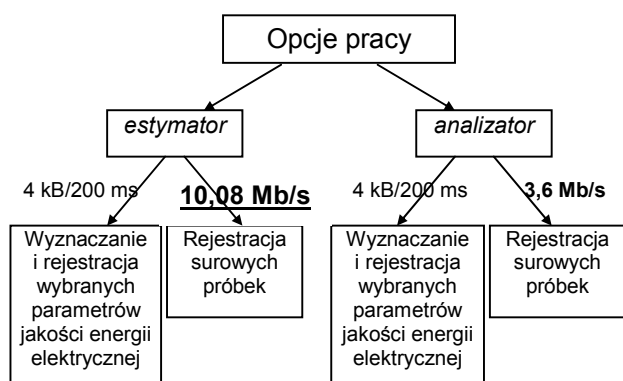 Opcje pracy
estymator
analizator
4 kB/200 ms
10,08 Mb/s
4 kB/200 ms
3,6 Mb/s
Wyznaczanie
i rejestracja
wybranych
parametrów
jakości energii
elektrycznej
Rejestracja
surowych
próbek
Wyznaczanie
i rejestracja
wybranych
parametrów
jakości energii
elektrycznej
Rejestracja
surowych
próbek